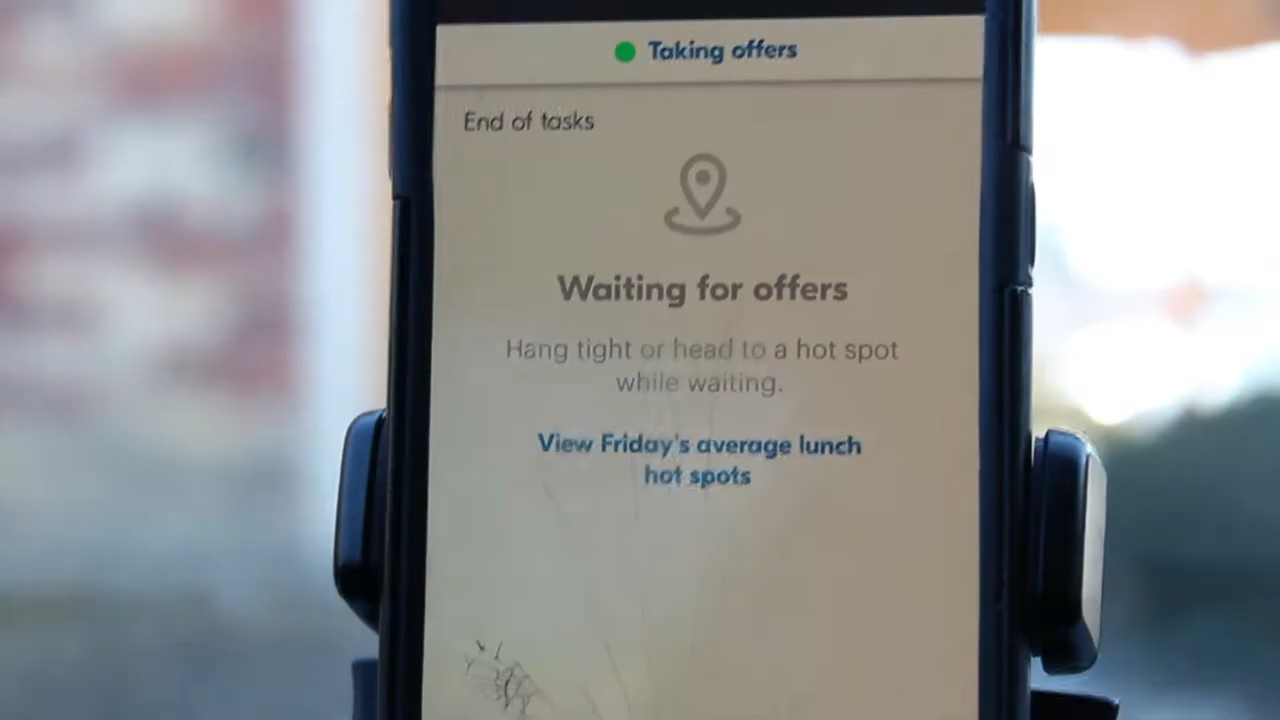 Taking offers
End of tasks
Waiting for offers
Hang tight or head to a hot spot
while waiting.
View Friday's average lunch
hot spots